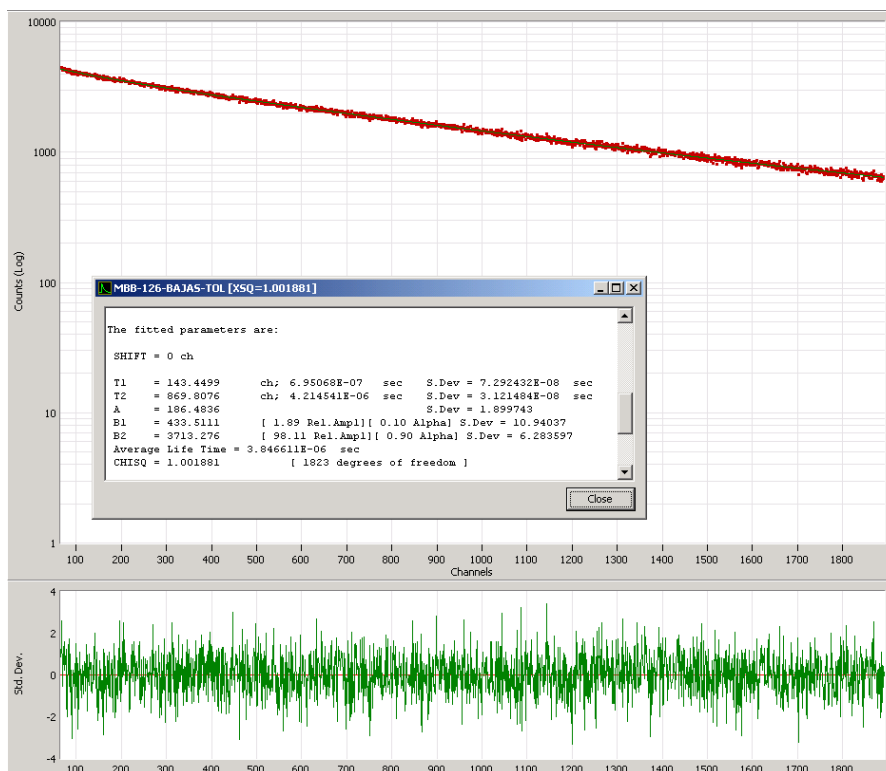 10000
1000
100
10
1
Counts (Log)
MBB-126-BAJAS-TOL [XSQ=1.001881]
The fitted parameters are:
SHIFT = 0 ch
T1 = 143.4499 ch; 6.95068E-07 sec S.Dev = 7.292432E-08 sec
T2 = 869.8076 ch; 4.214541E-06 sec S.Dev = 3.121484E-08 sec
A = 186.4836 S.Dev = 1.899743
B1 = 433.5111 [ 1.89 Rel.Ampl][ 0.10 Alpha] S.Dev = 10.94037
B2 = 3713.276 [ 98.11 Rel.Ampl][ 0.90 Alpha] S.Dev = 6.283597
Average Life Time = 3.846611E-06 sec
CHISQ = 1.001881 [ 1823 degrees of freedom ]
Close
100 200 300 400 500 600 700 800 900 1000 1100 1200 1300 1400 1500 1600 1700 1800
Channels
4
2
0
-2
-4
Std.Dev.
100 200 300 400 500 600 700 800 900 1000 1100 1200 1300 1400 1500 1600 1700 1800